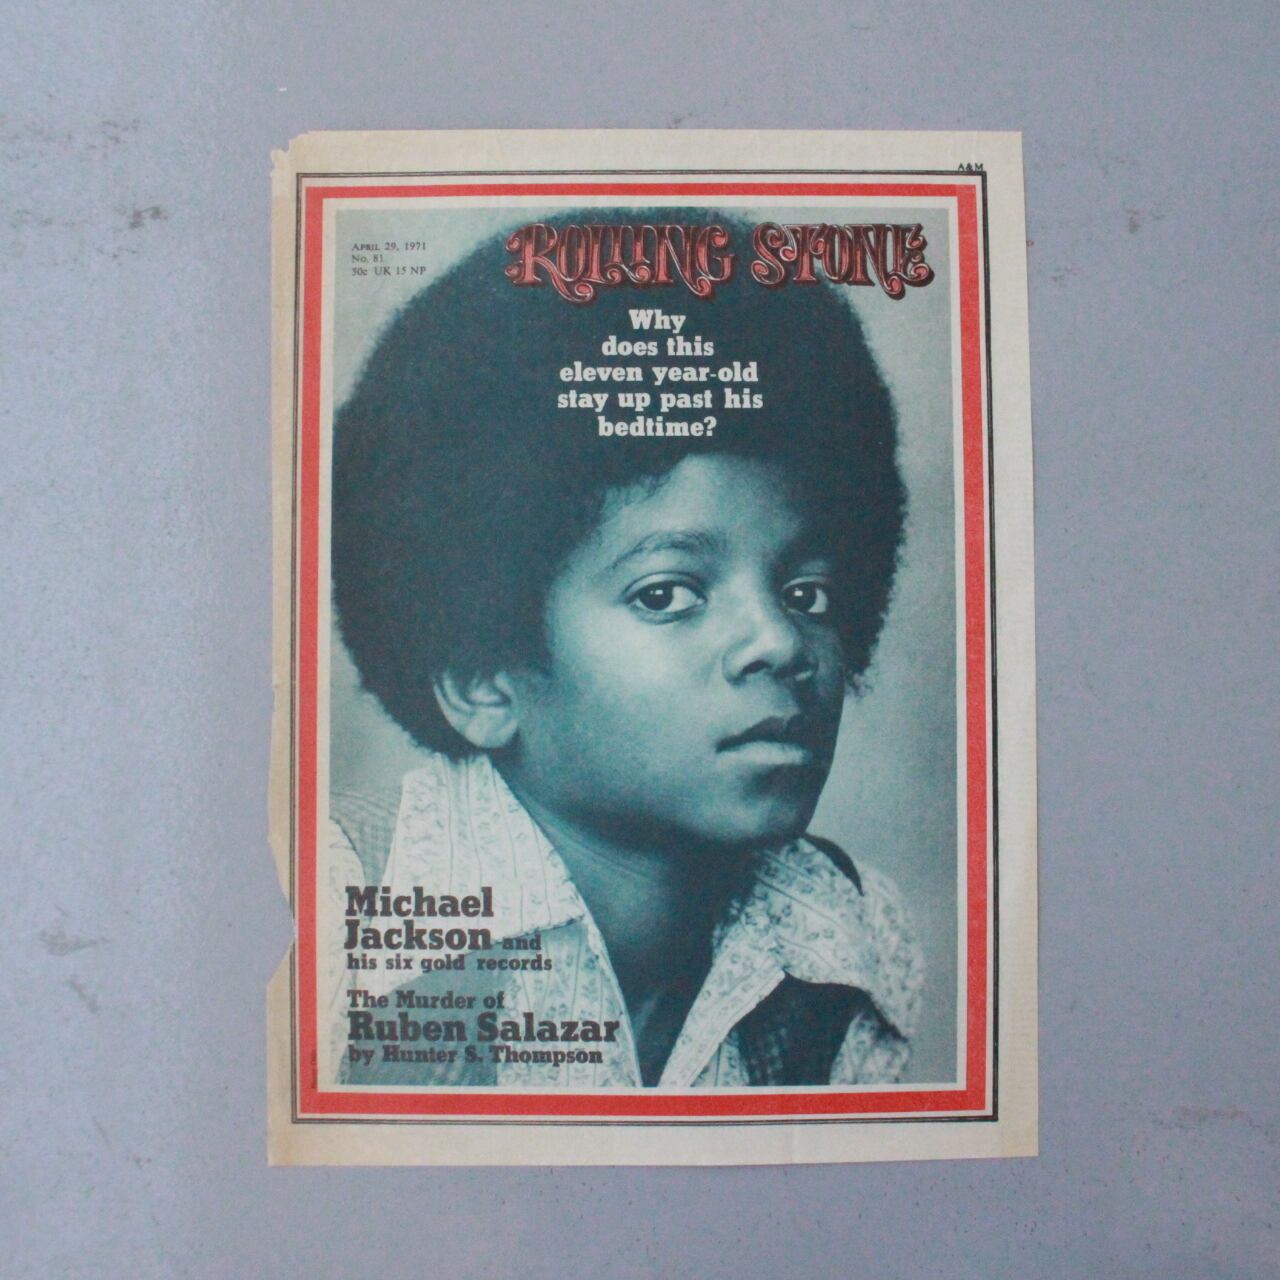 A&M
ROLLING STONE
APRIL 29, 1971
No. 81
50c UK 15 NP
Why
does this
eleven year-old
stay up past his
bedtime?
Michael
Jackson and
his six gold records
The Murder of
Ruben Salazar
by Hunter S. Thompson